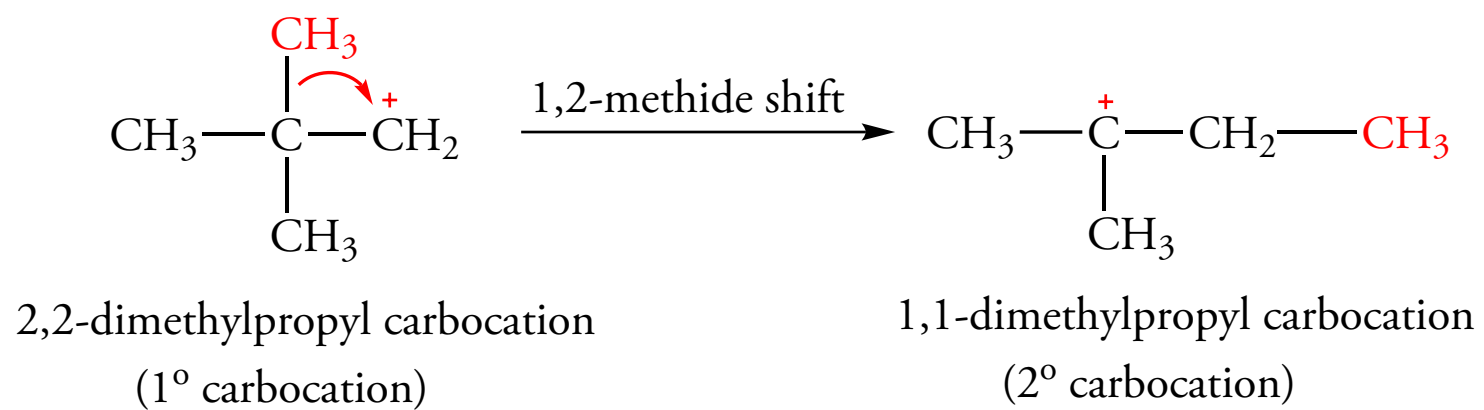 CH₃
+ 1,2-methide shift +
CH₃ C CH₂ CH₃ C CH₂ CH₃
CH₃ CH₃
2,2-dimethylpropyl carbocation 1,1-dimethylpropyl carbocation
(1º carbocation) (2º carbocation)